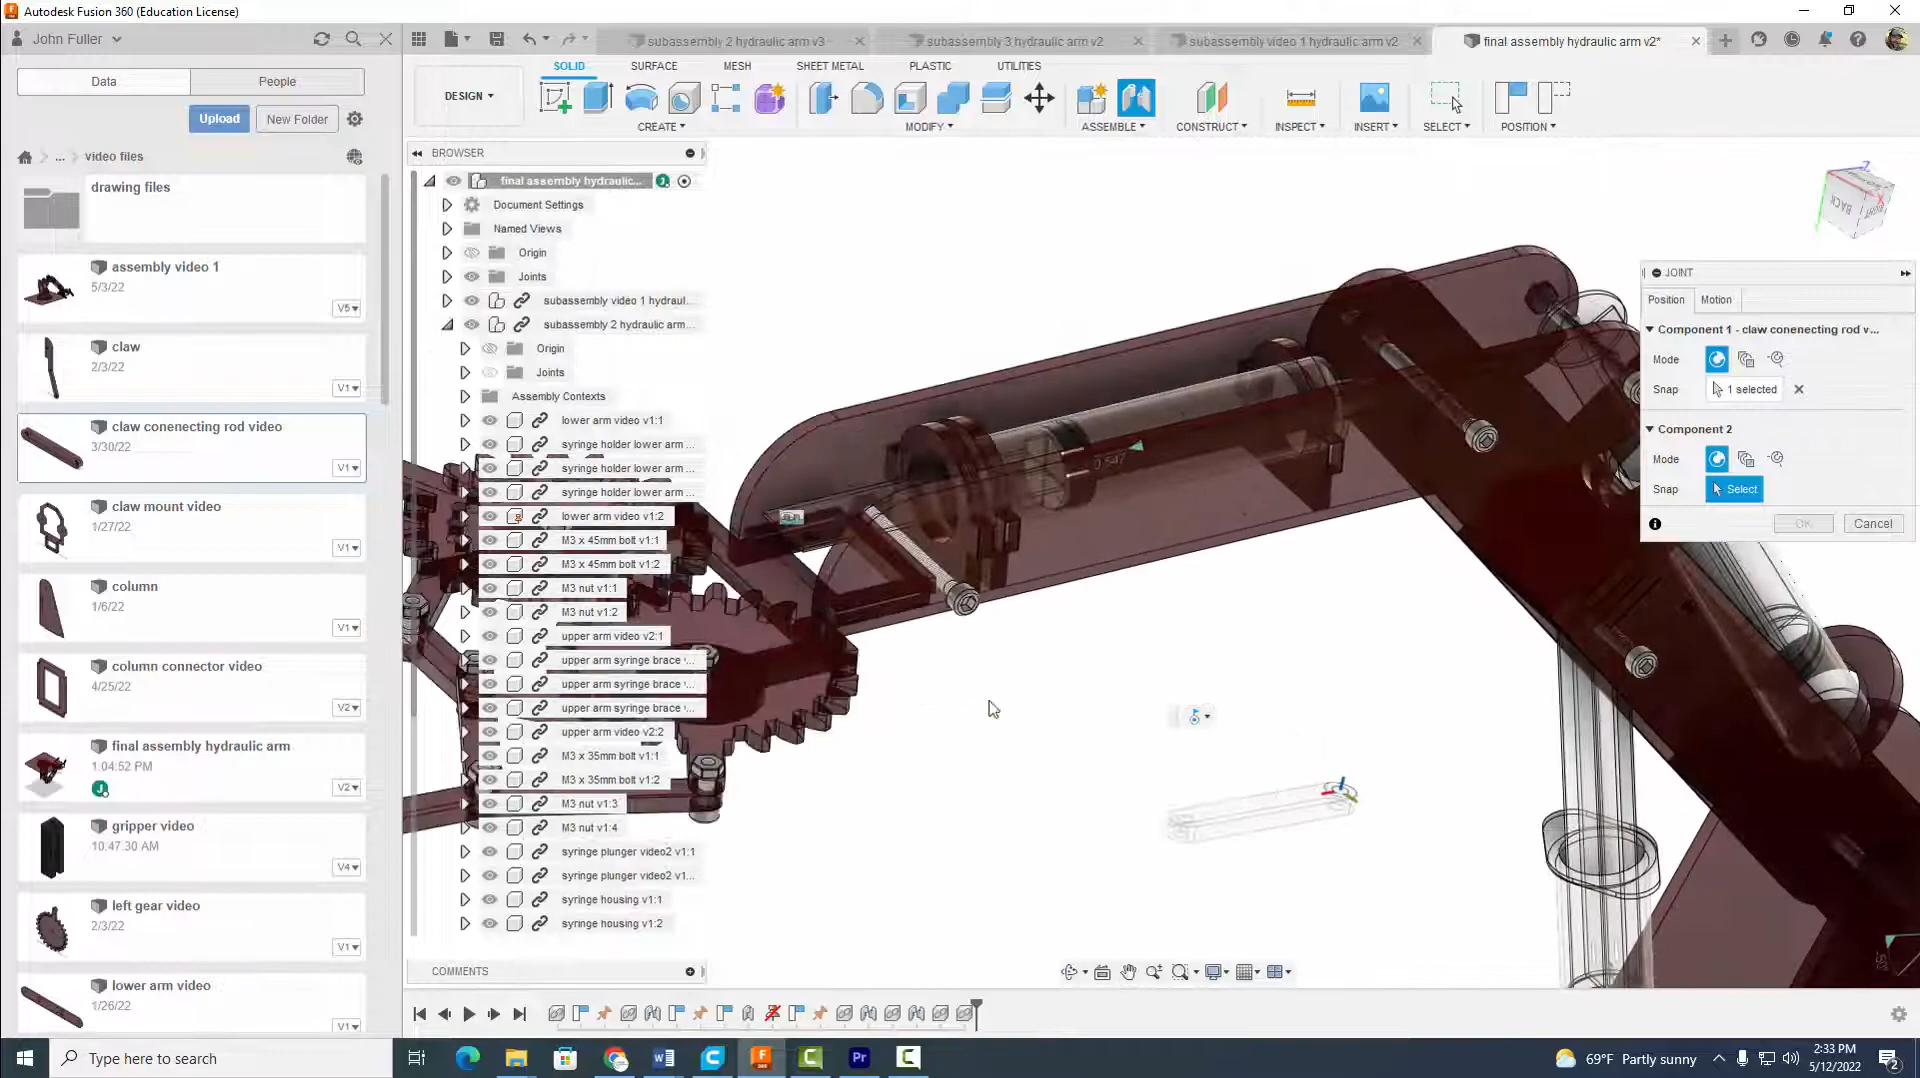 Autodesk Fusion 360 (Education License)
John Fuller
subassembly 2 hydraulic arm v3
subassembly 3 hydraulic arm v2
subassembly video 1 hydraulic arm v2
final assembly hydraulic arm v2*
Data
People
SOLID
SURFACE
MESH
SHEET METAL
PLASTIC
UTILITIES
Upload
New Folder
DESIGN
CREATE
MODIFY
ASSEMBLE
CONSTRUCT
INSPECT
INSERT
SELECT
POSITION
... video files
BROWSER
drawing files
assembly video 1
5/3/22
V5
claw
2/3/22
V1
claw conenecting rod video
3/30/22
V1
claw mount video
1/27/22
V1
column
1/6/22
V1
column connector video
4/25/22
V2
final assembly hydraulic arm
1:04:52 PM
V2
gripper video
10:47:30 AM
V4
left gear video
2/3/22
V1
lower arm video
1/26/22
V1
final assembly hydraulic...
Document Settings
Named Views
Origin
Joints
subassembly video 1 hydraul...
subassembly 2 hydraulic arm...
Origin
Joints
Assembly Contexts
lower arm video v1:1
syringe holder lower arm ...
syringe holder lower arm ...
syringe holder lower arm ...
lower arm video v1:2
M3 x 45mm bolt v1:1
M3 x 45mm bolt v1:2
M3 nut v1:1
M3 nut v1:2
upper arm video v2:1
upper arm syringe brace ...
upper arm syringe brace ...
upper arm syringe brace ...
upper arm video v2:2
M3 x 35mm bolt v1:1
M3 x 35mm bolt v1:2
M3 nut v1:3
M3 nut v1:4
syringe plunger video2 v1:1
syringe plunger video2 v1...
syringe housing v1:1
syringe housing v1:2
COMMENTS
0.547
BACK
RIGHT
Z
X
JOINT
Position
Motion
Component 1 - claw conenecting rod v...
Mode
Snap
1 selected
Component 2
Mode
Snap
Select
OK
Cancel
Type here to search
69°F Partly sunny
2:33 PM
5/12/2022
2